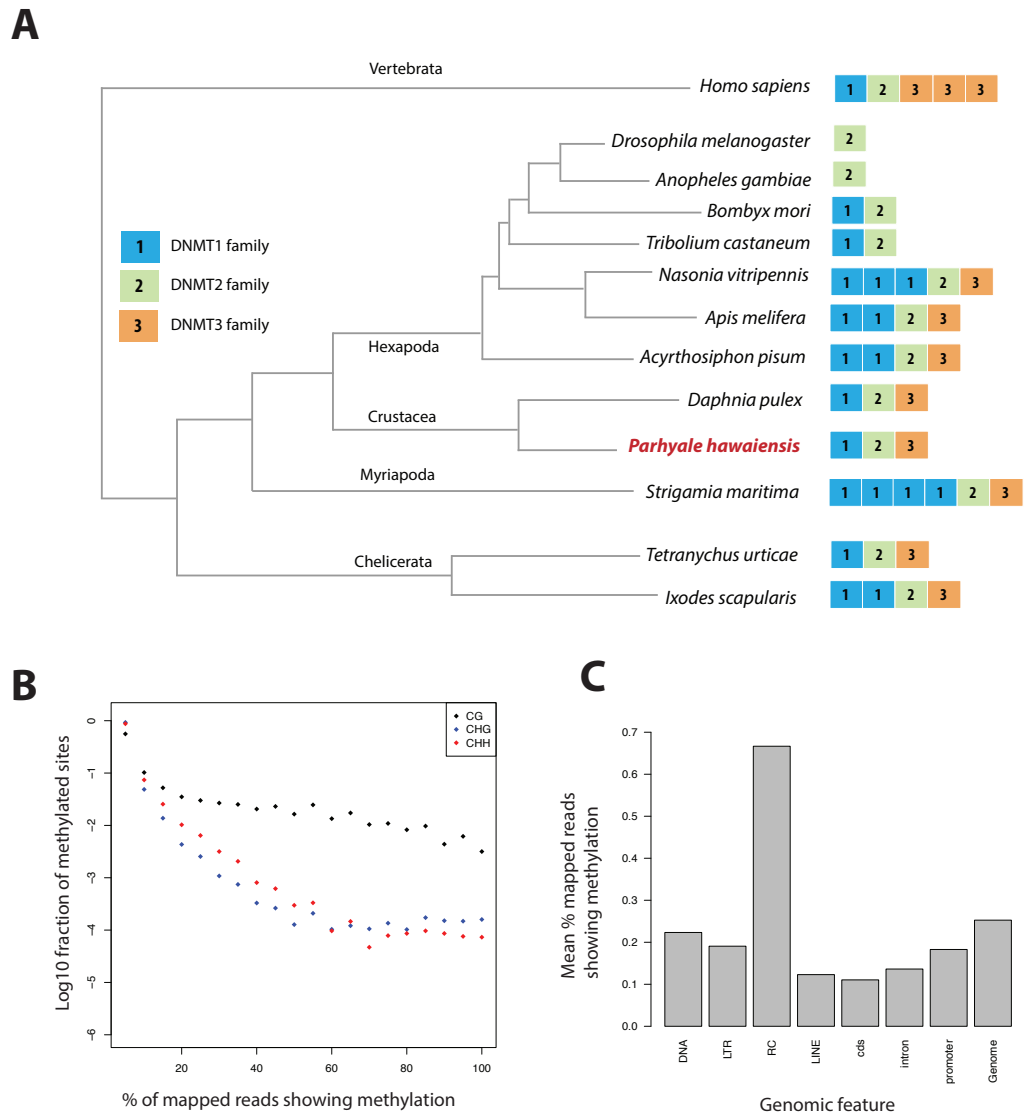 A
Vertebrata
Homo sapiens
1 2 3 3 3
Drosophila melanogaster
2
Anopheles gambiae
2
Bombyx mori
1 2
1 DNMT1 family
Tribolium castaneum
1 2
2 DNMT2 family
Nasonia vitripennis
1 1 1 2 3
3 DNMT3 family
Apis melifera
1 1 2 3
Hexapoda
Acyrthosiphon pisum
1 1 2 3
Daphnia pulex
1 2 3
Crustacea
Parhyale hawaiensis
1 2 3
Myriapoda
Strigamia maritima
1 1 1 1 2 3
Tetranychus urticae
1 2 3
Chelicerata
Ixodes scapularis
1 1 2 3
B
Log10 fraction of methylated sites
0
-1
-2
-3
-4
-5
-6
CG
CHG
CHH
20 40 60 80 100
% of mapped reads showing methylation
C
Mean % mapped reads
showing methylation
0.7
0.6
0.5
0.4
0.3
0.2
0.1
0.0
DNA
LTR
RC
LINE
cds
intron
promoter
Genome
Genomic feature